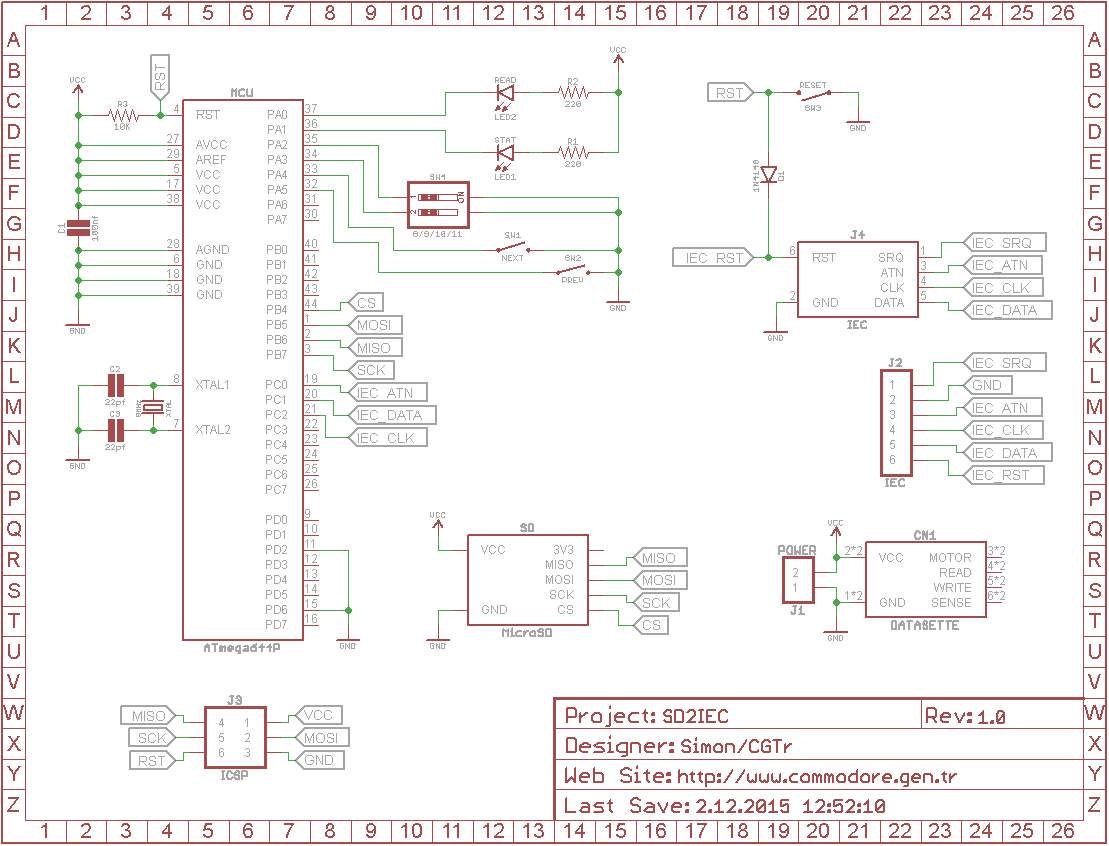 1 2 3 4 5 6 7 8 9 10 11 12 13 14 15 16 17 18 19 20 21 22 23 24 25 26
A
B
C
D
E
F
G
H
I
J
K
L
M
N
O
P
Q
R
S
T
U
V
W
X
Y
Z
VCC
RST
R3
10K
C1
100nf
GND
C2
22pf
C3
22pf
8MHz
XTAL
GND
MCU
4 RST
27 AVCC
29 AREF
5 VCC
17 VCC
38 VCC
28 AGND
6 GND
18 GND
39 GND
8 XTAL1
7 XTAL2
PA0 37
PA1 36
PA2 35
PA3 34
PA4 33
PA5 32
PA6 31
PA7 30
PB0 40
PB1 41
PB2 42
PB3 43
PB4 44 CS
PB5 1 MOSI
PB6 2 MISO
PB7 3 SCK
PC0 19 IEC_ATN
PC1 20 IEC_DATA
PC2 21 IEC_CLK
PC3 22
PC4 23
PC5 24
PC6 25
PC7 26
PD0 9
PD1 10
PD2 11
PD3 12
PD4 13
PD5 14
PD6 15
PD7 16
ATmega644P
GND
READ
LED2
R2
220
VCC
STAT
LED1
R1
220
SW4
1
2
ON
8/9/10/11
SW1
NEXT
SW2
PREV
GND
RST
RESET
SW3
GND
1N4148
D1
IEC_RST
J4
6 RST
2 GND
SRQ 1 IEC_SRQ
ATN 3 IEC_ATN
CLK 4 IEC_CLK
DATA 5 IEC_DATA
IEC
GND
J2
1 IEC_SRQ
2 GND
3 IEC_ATN
4 IEC_CLK
5 IEC_DATA
6 IEC_RST
IEC
VCC
SD
VCC
GND
3V3
MISO MISO
MOSI MOSI
SCK SCK
CS CS
MicroSD
GND
POWER
2
1
J1
VCC
GND
CN1
2*2 VCC
1*2 GND
MOTOR 3*2
READ 4*2
WRITE 5*2
SENSE 6*2
DATASETTE
J3
MISO 4 1 VCC
SCK 5 2 MOSI
RST 6 3 GND
ICSP
Project: SD2IEC Rev: 1.0
Designer: Simon/CGTr
Web Site: http://www.commodore.gen.tr
Last Save: 2.12.2015 12:52:10
A
B
C
D
E
F
G
H
I
J
K
L
M
N
O
P
Q
R
S
T
U
V
W
X
Y
Z
1 2 3 4 5 6 7 8 9 10 11 12 13 14 15 16 17 18 19 20 21 22 23 24 25 26